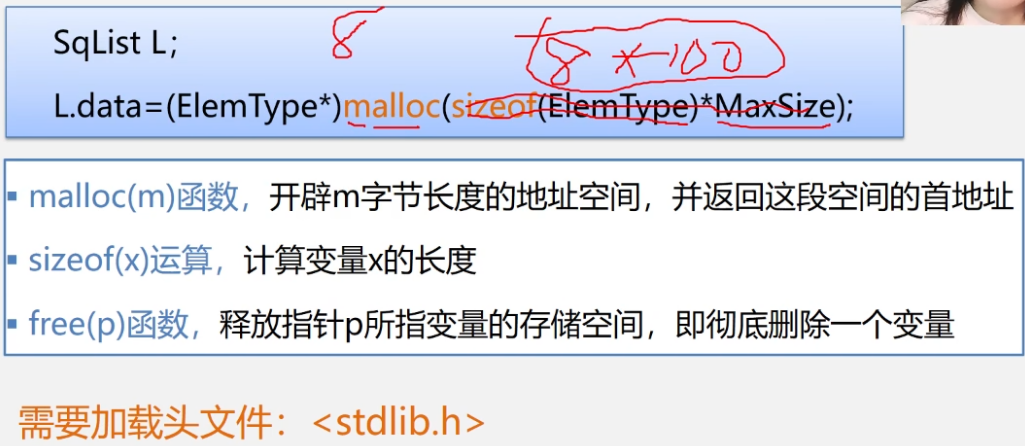 SqList L;
8
8 * 100
L.data=(ElemType*)malloc(sizeof(ElemType)*MaxSize);
▪ malloc(m)函数，开辟m字节长度的地址空间，并返回这段空间的首地址
▪ sizeof(x)运算，计算变量x的长度
▪ free(p)函数，释放指针p所指变量的存储空间，即彻底删除一个变量
需要加载头文件：<stdlib.h>